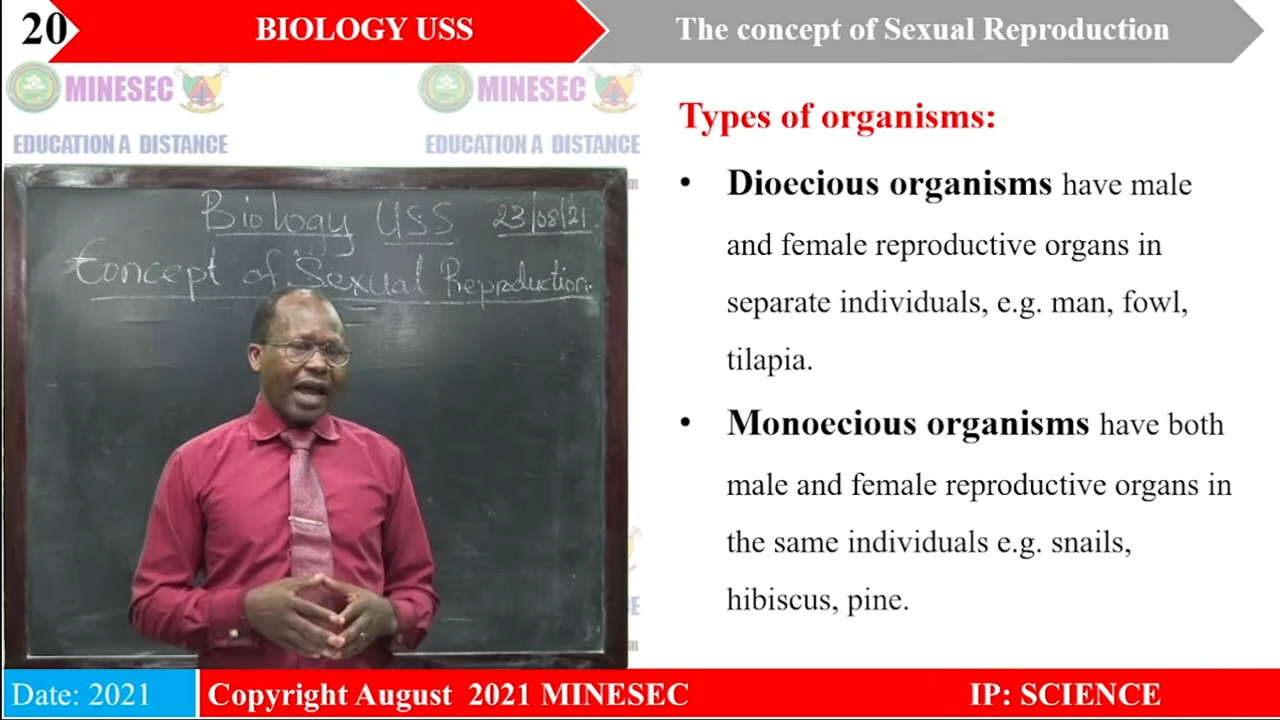 20
BIOLOGY USS
The concept of Sexual Reproduction
MINESEC
MINESEC
EDUCATION A DISTANCE
EDUCATION A DISTANCE
Biology USS 23/08/21
Concept of Sexual Reproduction.
Types of organisms:
• Dioecious organisms have male
and female reproductive organs in
separate individuals, e.g. man, fowl,
tilapia.
• Monoecious organisms have both
male and female reproductive organs in
the same individuals e.g. snails,
hibiscus, pine.
Date: 2021
Copyright August 2021 MINESEC
IP: SCIENCE